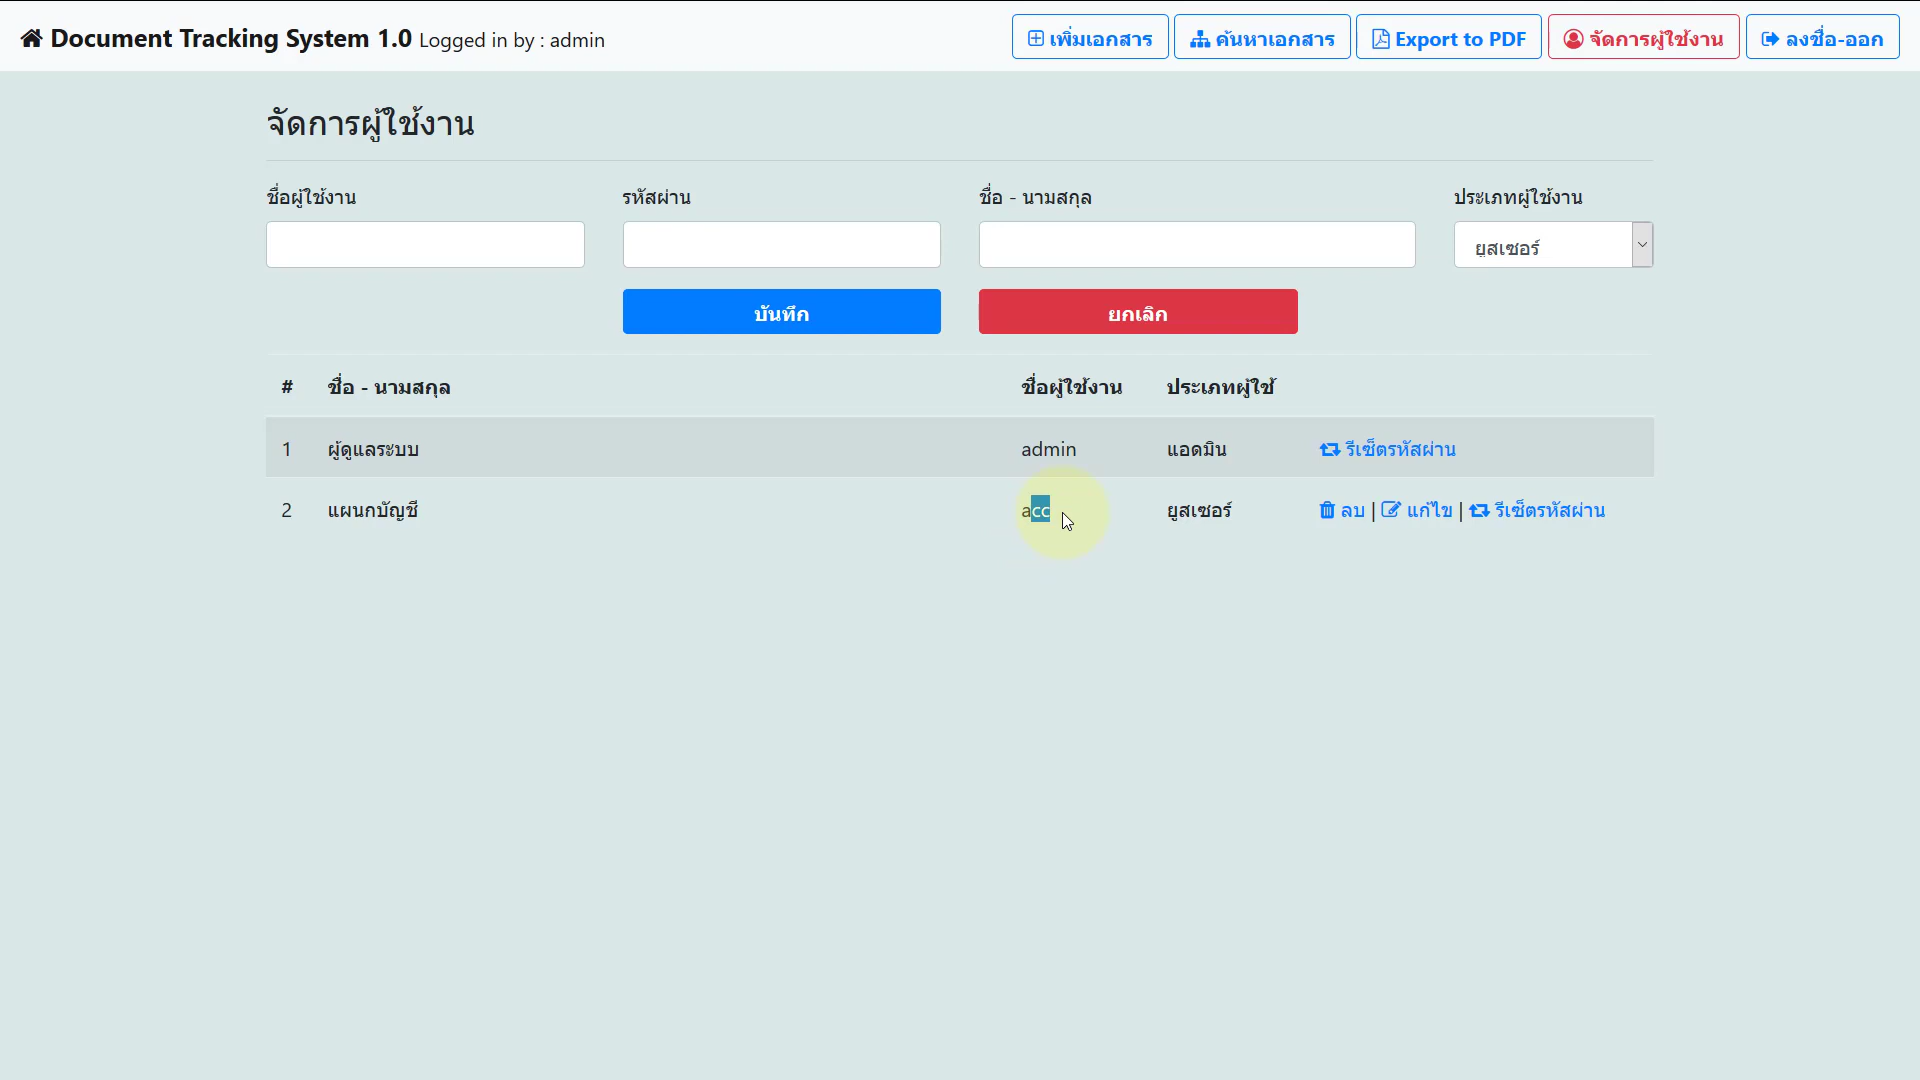 Document Tracking System 1.0 Logged in by : admin เพิ่มเอกสาร ค้นหาเอกสาร Export to PDF จัดการผู้ใช้งาน ลงชื่อ-ออก
จัดการผู้ใช้งาน
ชื่อผู้ใช้งาน รหัสผ่าน ชื่อ - นามสกุล ประเภทผู้ใช้งาน
ยูสเซอร์
บันทึก ยกเลิก
# ชื่อ - นามสกุล ชื่อผู้ใช้งาน ประเภทผู้ใช้
1 ผู้ดูแลระบบ admin แอดมิน รีเซ็ตรหัสผ่าน
2 แผนกบัญชี acc ยูสเซอร์ ลบ | แก้ไข | รีเซ็ตรหัสผ่าน